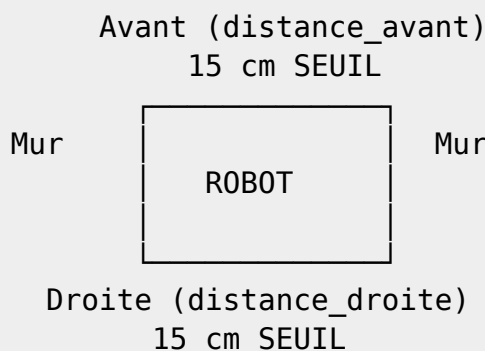 Avant (distance_avant)
15 cm SEUIL
Mur Mur
ROBOT
Droite (distance_droite)
15 cm SEUIL